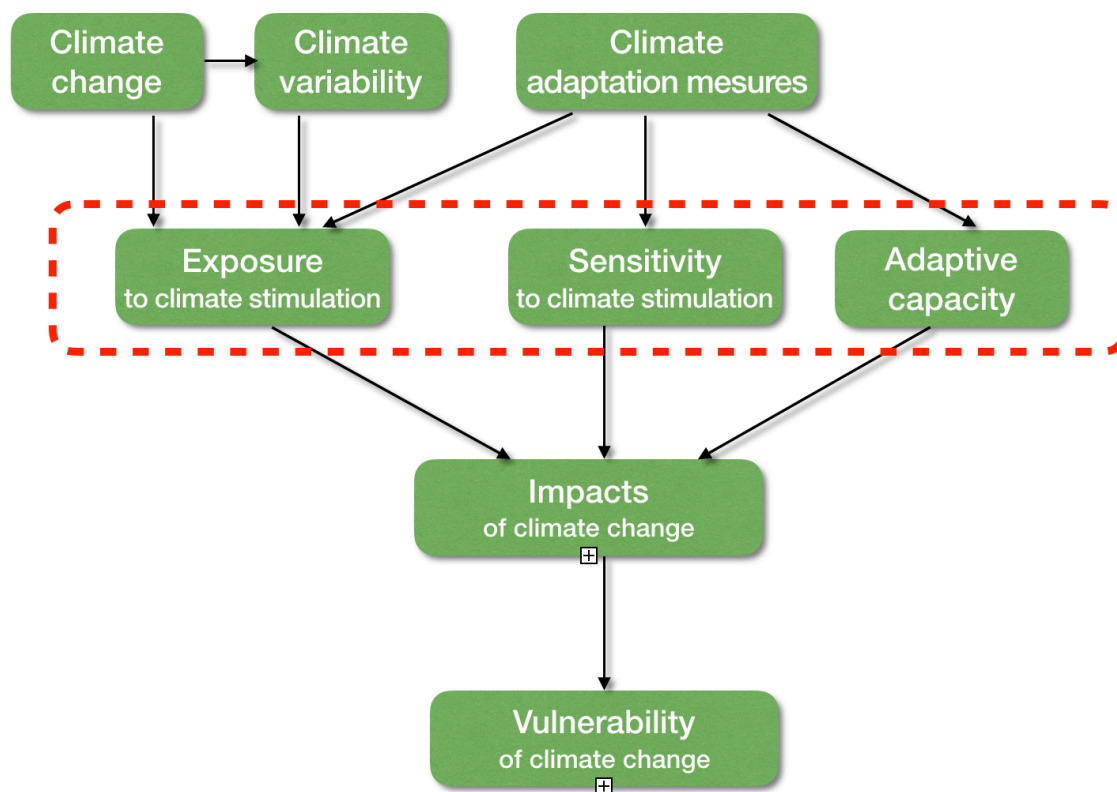 Climate
change
Climate
variability
Climate
adaptation mesures
Exposure
to climate stimulation
Sensitivity
to climate stimulation
Adaptive
capacity
Impacts
of climate change
Vulnerability
of climate change